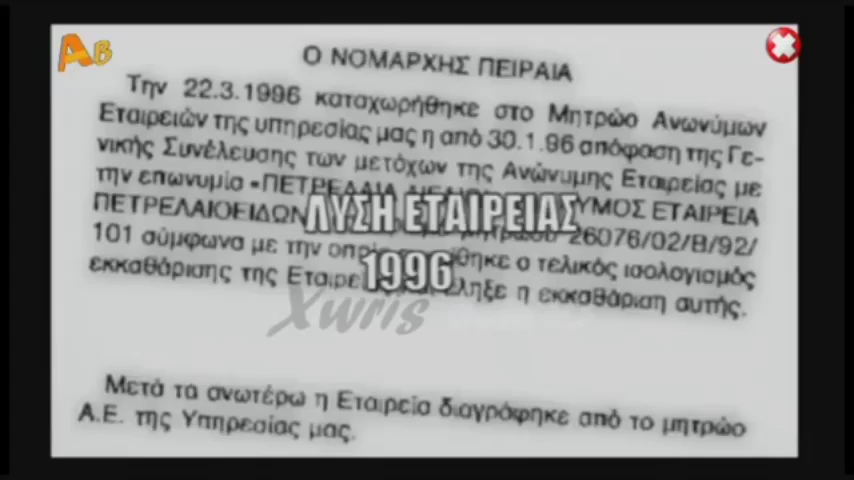 AB
Ο ΝΟΜΑΡΧΗΣ ΠΕΙΡΑΙΑ
Την 22.3.1996 καταχωρήθηκε στο Μητρώο Ανωνύμων
Εταιρειών της υπηρεσίας μας η από 30.1.96 απόφαση της Γε-
νικής Συνέλευσης των μετόχων της Ανώνυμης Εταιρείας με
την επωνυμία «ΠΕΤΡΕΛΑΙΑ
ΠΕΤΡΕΛΑΙΟΕΙΔΩΝ ΕΤΑΙΡΕΙΑ
ΛΥΣΗ ΕΤΑΙΡΕΙΑΣ
1996
26076/02/Β/92/
101 σύμφωνα με την ο τελικός ισολογισμός
εκκαθάρισης της έληξε η εκκαθάριση αυτής.
Xwris
Μετά τα ανωτέρω η Εταιρεία διαγράφηκε από το μητρώο
Α.Ε. της Υπηρεσίας μας.